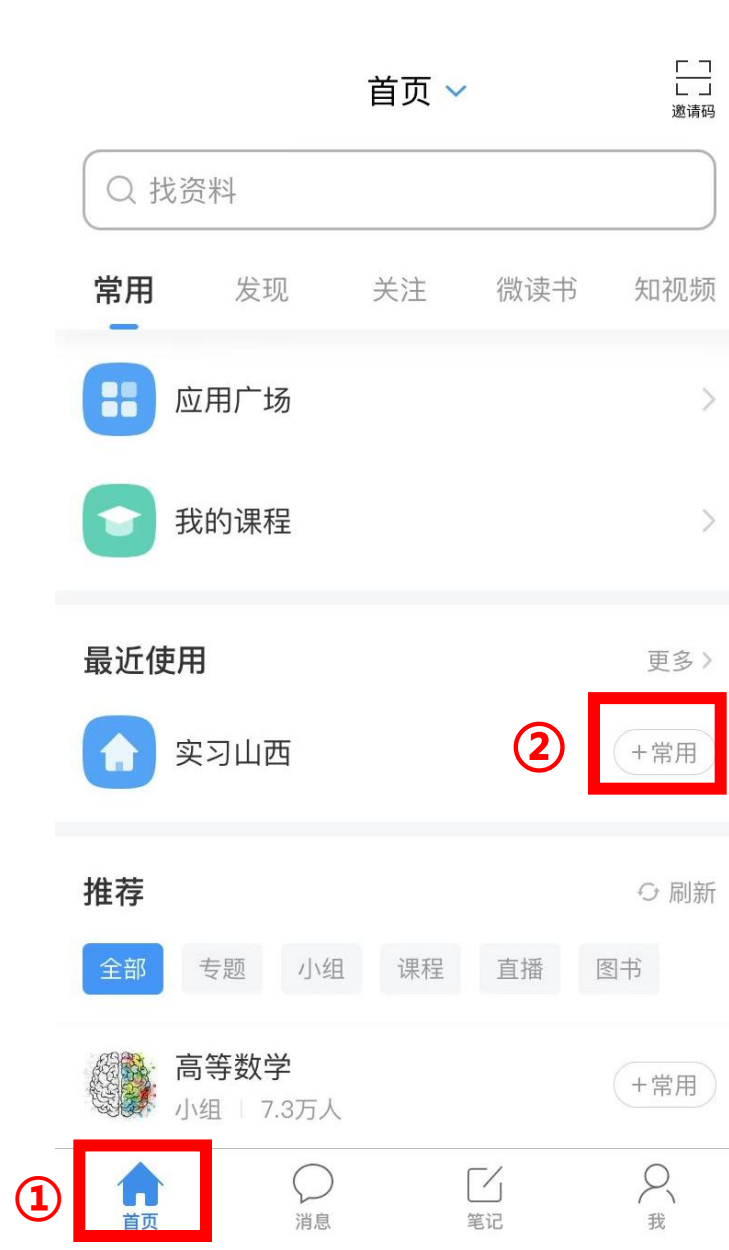 首页
邀请码
找资料
常用 发现 关注 微读书 知视频
应用广场
我的课程
最近使用 更多
实习山西 ② +常用
推荐 刷新
全部 专题 小组 课程 直播 图书
高等数学
小组 7.3万人 +常用
① 首页 消息 笔记 我